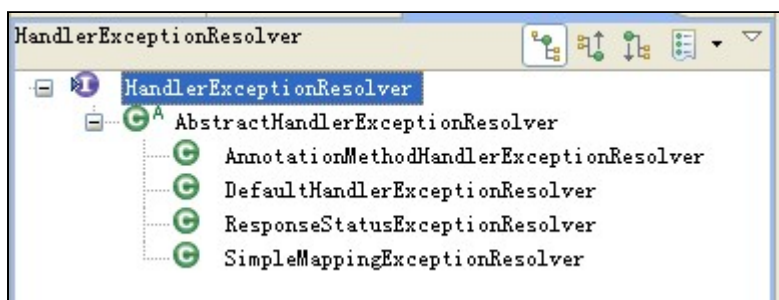 HandlerExceptionResolver
HandlerExceptionResolver
AbstractHandlerExceptionResolver
AnnotationMethodHandlerExceptionResolver
DefaultHandlerExceptionResolver
ResponseStatusExceptionResolver
SimpleMappingExceptionResolver